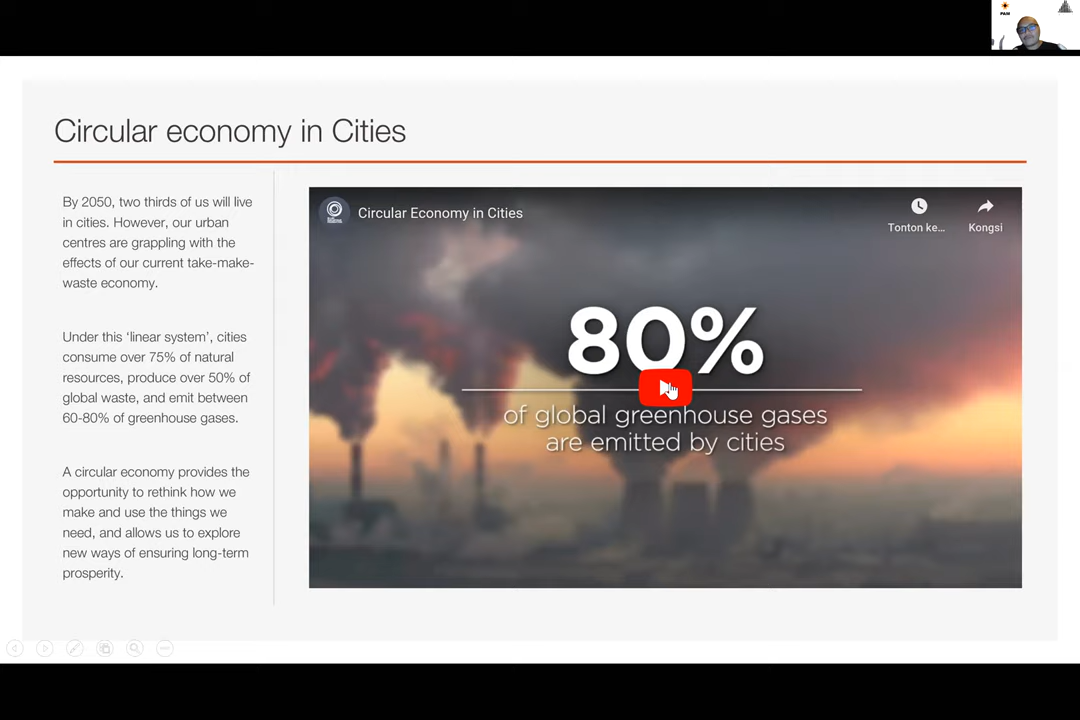 PAM
Circular economy in Cities
By 2050, two thirds of us will live
in cities. However, our urban
centres are grappling with the
effects of our current take-make-
waste economy.
Under this ‘linear system’, cities
consume over 75% of natural
resources, produce over 50% of
global waste, and emit between
60-80% of greenhouse gases.
A circular economy provides the
opportunity to rethink how we
make and use the things we
need, and allows us to explore
new ways of ensuring long-term
prosperity.
Circular Economy in Cities
Tonton ke...
Kongsi
80%
of global greenhouse gases
are emitted by cities